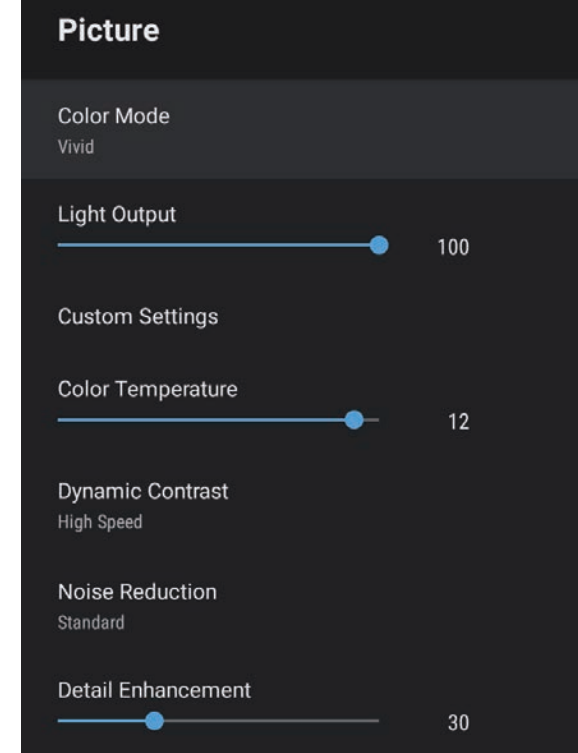 Picture
Color Mode
Vivid
Light Output
100
Custom Settings
Color Temperature
12
Dynamic Contrast
High Speed
Noise Reduction
Standard
Detail Enhancement
30